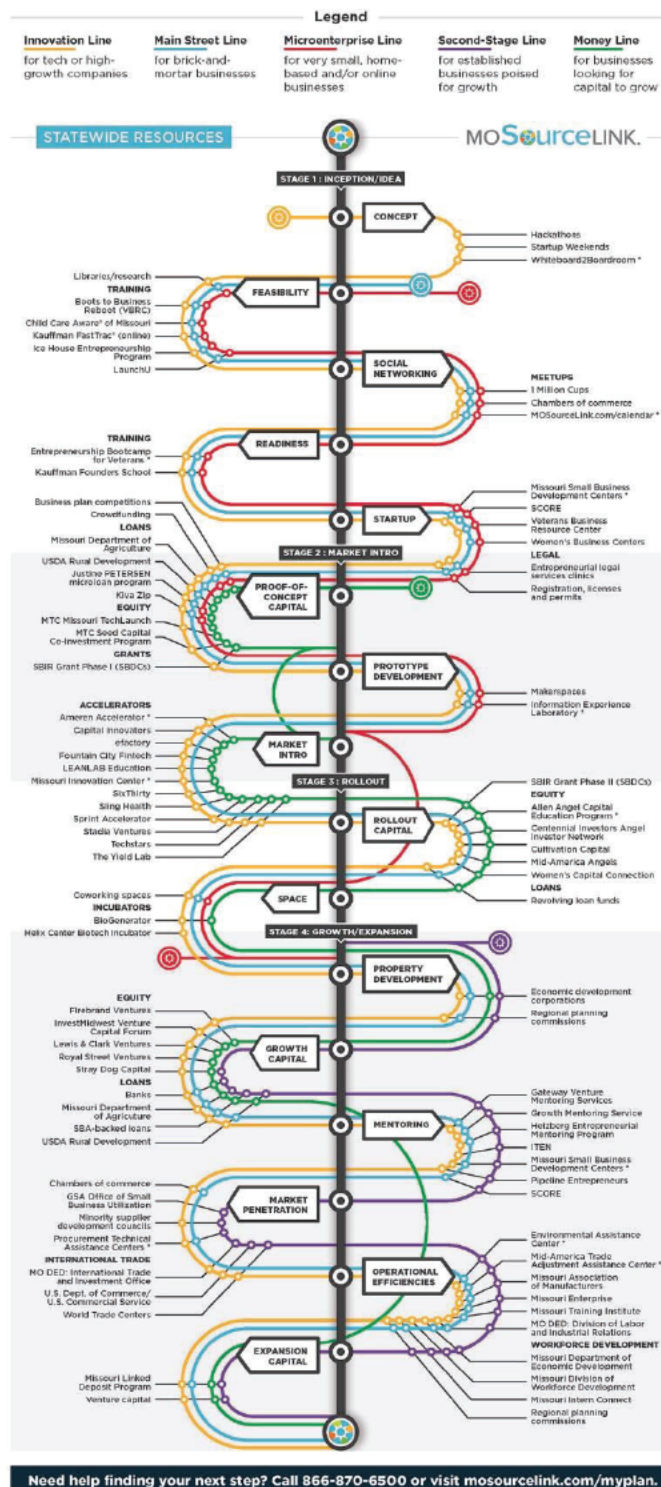 Legend
Innovation Line
for tech or high-
growth companies
Main Street Line
for brick-and-
mortar businesses
Microenterprise Line
for very small, home-
based and/or online
businesses
Second-Stage Line
for established
businesses poised
for growth
Money Line
for businesses
looking for
capital to grow
STATEWIDE RESOURCES
MOSourceLINK.
STAGE 1 : INCEPTION/IDEA
CONCEPT
Hackathons
Startup Weekends
Whiteboard2Boardroom *
FEASIBILITY
Libraries/research
TRAINING
Boots to Business
Reboot (VBRC)
Child Care Aware® of Missouri
Kauffman FastTrac® (online)
Ice House Entrepreneurship
Program
LaunchU
SOCIAL
NETWORKING
MEETUPS
1 Million Cups
Chambers of commerce
MOSourceLink.com/calendar *
READINESS
TRAINING
Entrepreneurship Bootcamp
for Veterans *
Kauffman Founders School
STARTUP
Missouri Small Business
Development Centers *
SCORE
Veterans Business
Resource Center
Women's Business Centers
LEGAL
Entrepreneurial legal
services clinics
Registration, licenses
and permits
STAGE 2 : MARKET INTRO
PROOF-OF-
CONCEPT
CAPITAL
Business plan competitions
Crowdfunding
LOANS
Missouri Department of
Agriculture
USDA Rural Development
Justine PETERSEN
microloan program
Kiva Zip
EQUITY
MTC Missouri TechLaunch
MTC Seed Capital
Co-Investment Program
GRANTS
SBIR Grant Phase I (SBDCs)
PROTOTYPE
DEVELOPMENT
Makerspaces
Information Experience
Laboratory *
MARKET
INTRO
ACCELERATORS
Ameren Accelerator *
Capital Innovators
efactory
Fountain City Fintech
LEANLAB Education
Missouri Innovation Center *
SixThirty
Sling Health
Sprint Accelerator
Stadia Ventures
Techstars
The Yield Lab
STAGE 3 : ROLLOUT
ROLLOUT
CAPITAL
SBIR Grant Phase II (SBDCs)
EQUITY
Allen Angel Capital
Education Program *
Centennial Investors Angel
Investor Network
Cultivation Capital
Mid-America Angels
Women's Capital Connection
LOANS
Revolving loan funds
SPACE
Coworking spaces
INCUBATORS
BioGenerator
Helix Center Biotech Incubator
STAGE 4: GROWTH/EXPANSION
PROPERTY
DEVELOPMENT
Economic development
corporations
Regional planning
commissions
GROWTH
CAPITAL
EQUITY
Firebrand Ventures
InvestMidwest Venture
Capital Forum
Lewis & Clark Ventures
Royal Street Ventures
Stray Dog Capital
LOANS
Banks
Missouri Department
of Agricuture
SBA-backed loans
USDA Rural Development
MENTORING
Gateway Venture
Mentoring Services
Growth Mentoring Service
Helzberg Entrepreneurial
Mentoring Program
ITEN
Missouri Small Business
Development Centers *
Pipeline Entrepreneurs
SCORE
MARKET
PENETRATION
Chambers of commerce
GSA Office of Small
Business Utilization
Minority supplier
development councils
Procurement Technical
Assistance Centers *
INTERNATIONAL TRADE
MO DED: International Trade
and Investment Office
U.S. Dept. of Commerce/
U.S. Commercial Service
World Trade Centers
OPERATIONAL
EFFICIENCIES
Environmental Assistance
Center *
Mid-America Trade
Adjustment Assistance Center *
Missouri Association
of Manufacturers
Missouri Enterprise
Missouri Training Institute
MO DED: Division of Labor
and Industrial Relations
WORKFORCE DEVELOPMENT
Missouri Department of
Economic Development
Missouri Division of
Workforce Development
Missouri Intern Connect
Regional planning
commissions
EXPANSION
CAPITAL
Missouri Linked
Deposit Program
Venture capital
Need help finding your next step? Call 866-870-6500 or visit mosourcelink.com/myplan.